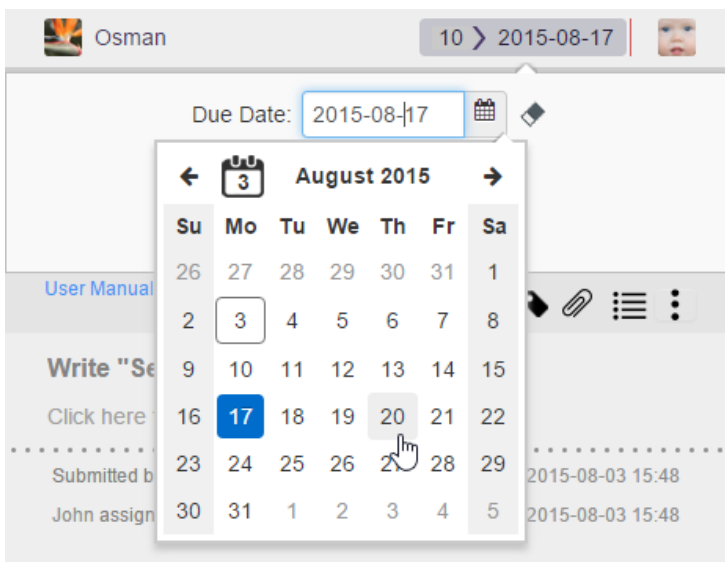 Osman 10 2015-08-17
Due Date: 2015-08-17
3 August 2015
Su Mo Tu We Th Fr Sa
26 27 28 29 30 31 1
2 3 4 5 6 7 8
User Manual
9 10 11 12 13 14 15
Write "Se
16 17 18 19 20 21 22
Click here
23 24 25 26 27 28 29
Submitted b 2015-08-03 15:48
30 31 1 2 3 4 5
John assign 2015-08-03 15:48